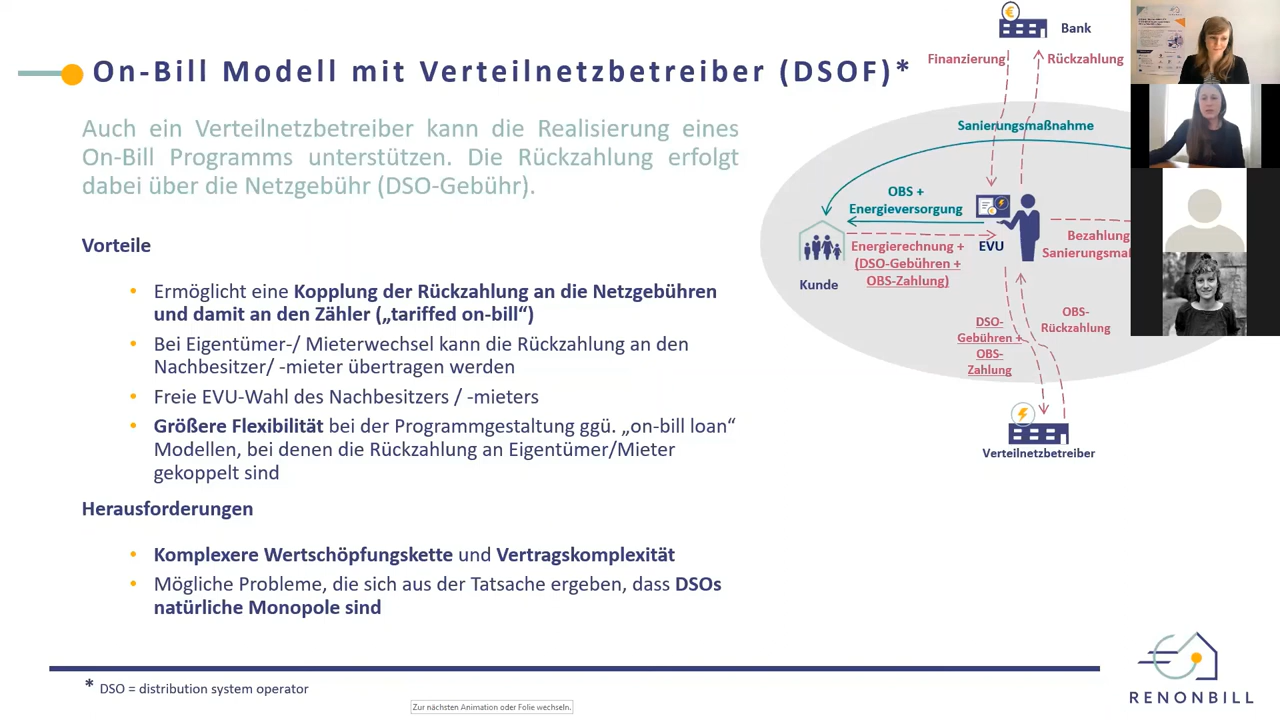 On-Bill Modell mit Verteilnetzbetreiber (DSOF)*
Auch ein Verteilnetzbetreiber kann die Realisierung eines
On-Bill Programms unterstützen. Die Rückzahlung erfolgt
dabei über die Netzgebühr (DSO-Gebühr).
Vorteile
• Ermöglicht eine Kopplung der Rückzahlung an die Netzgebühren
und damit an den Zähler („tariffed on-bill“)
• Bei Eigentümer-/ Mieterwechsel kann die Rückzahlung an den
Nachbesitzer/ -mieter übertragen werden
• Freie EVU-Wahl des Nachbesitzers / -mieters
• Größere Flexibilität bei der Programmgestaltung ggü. „on-bill loan“
Modellen, bei denen die Rückzahlung an Eigentümer/Mieter
gekoppelt sind
Herausforderungen
• Komplexere Wertschöpfungskette und Vertragskomplexität
• Mögliche Probleme, die sich aus der Tatsache ergeben, dass DSOs
natürliche Monopole sind
Bank
Finanzierung
Rückzahlung
Sanierungsmaßnahme
OBS +
Energieversorgung
EVU
Energierechnung +
(DSO-Gebühren +
OBS-Zahlung)
Kunde
Bezahlung
DSO-
Gebühren +
OBS-
Zahlung
OBS-
Rückzahlung
Verteilnetzbetreiber
* DSO = distribution system operator
Zur nächsten Animation oder Folie wechseln.
RENONBILL